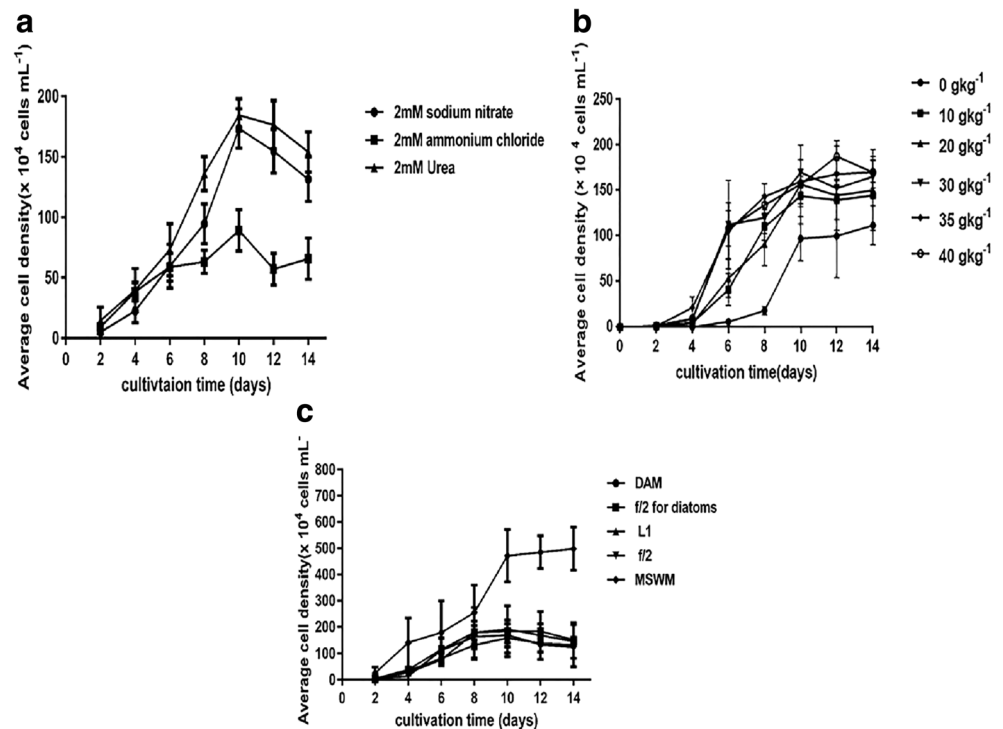 a
Average cell density(× 10⁴ cells mL⁻¹)
200
150
100
50
0
0 2 4 6 8 10 12 14
cultivtaion time (days)
2mM sodium nitrate
2mM ammonium chloride
2mM Urea
b
Average cell density (× 10 ⁴ cells mL⁻¹)
250
200
150
100
50
0
0 2 4 6 8 10 12 14
cultivation time(days)
0 gkg⁻¹
10 gkg⁻¹
20 gkg⁻¹
30 gkg⁻¹
35 gkg⁻¹
40 gkg⁻¹
c
Average cell density(× 10⁴ cells mL⁻
800
700
600
500
400
300
200
100
0
0 2 4 6 8 10 12 14
cultivation time (days)
DAM
f/2 for diatoms
L1
f/2
MSWM